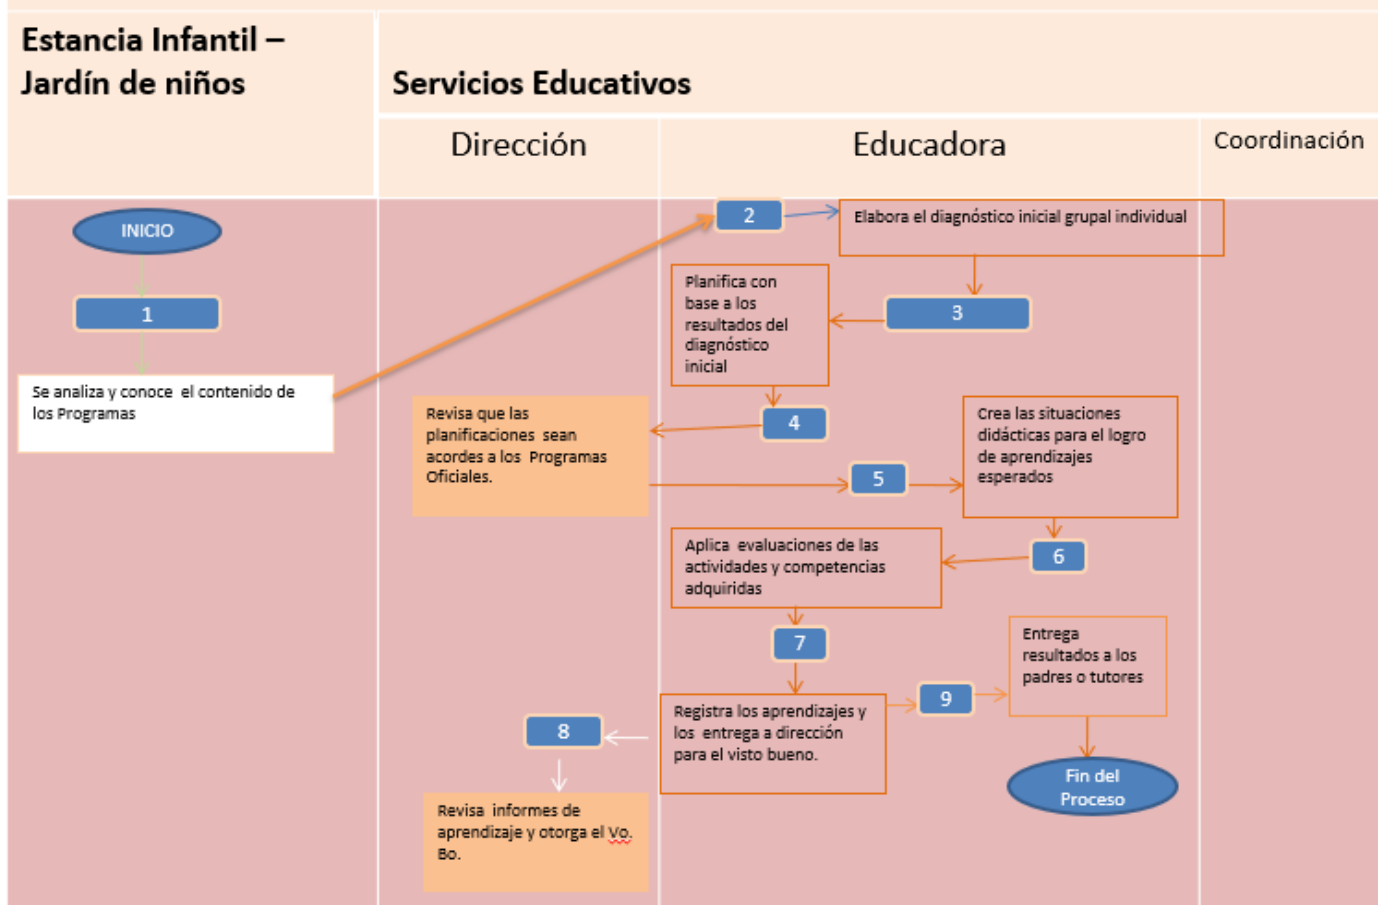 Estancia Infantil –
Jardín de niños
Servicios Educativos
Dirección
Educadora
Coordinación
INICIO
1
Se analiza y conoce el contenido de
los Programas
2
Elabora el diagnóstico inicial grupal individual
3
Planifica con
base a los
resultados del
diagnóstico
inicial
4
Revisa que las
planificaciones sean
acordes a los Programas
Oficiales.
5
Crea las situaciones
didácticas para el logro
de aprendizajes
esperados
6
Aplica evaluaciones de las
actividades y competencias
adquiridas
7
Registra los aprendizajes y
los entrega a dirección
para el visto bueno.
8
Revisa informes de
aprendizaje y otorga el Vo.
Bo.
9
Entrega
resultados a los
padres o tutores
Fin del
Proceso